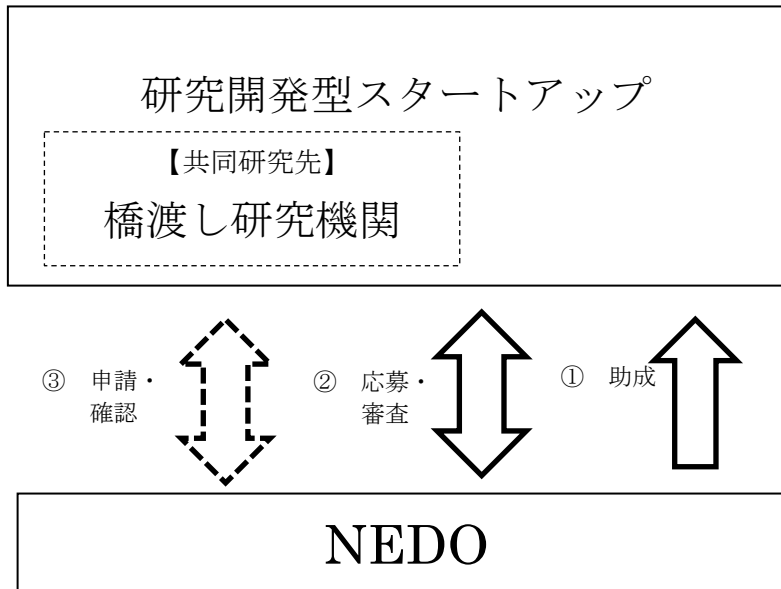 研究開発型スタートアップ
【共同研究先】
橋渡し研究機関
③ 申請・
確認
② 応募・
審査
① 助成
NEDO